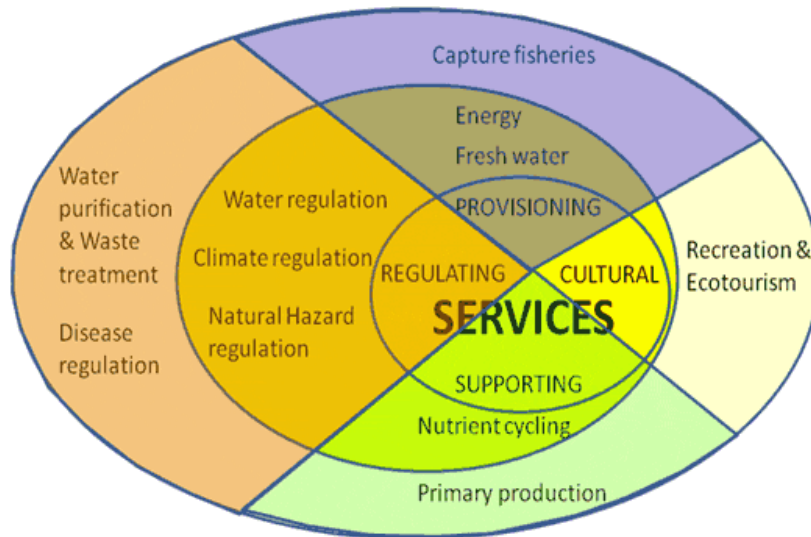 Capture fisheries
Energy
Fresh water
PROVISIONING
Water
purification
& Waste
treatment
Disease
regulation
Water regulation
Climate regulation
Natural Hazard
regulation
REGULATING
CULTURAL
Recreation &
Ecotourism
SERVICES
SUPPORTING
Nutrient cycling
Primary production